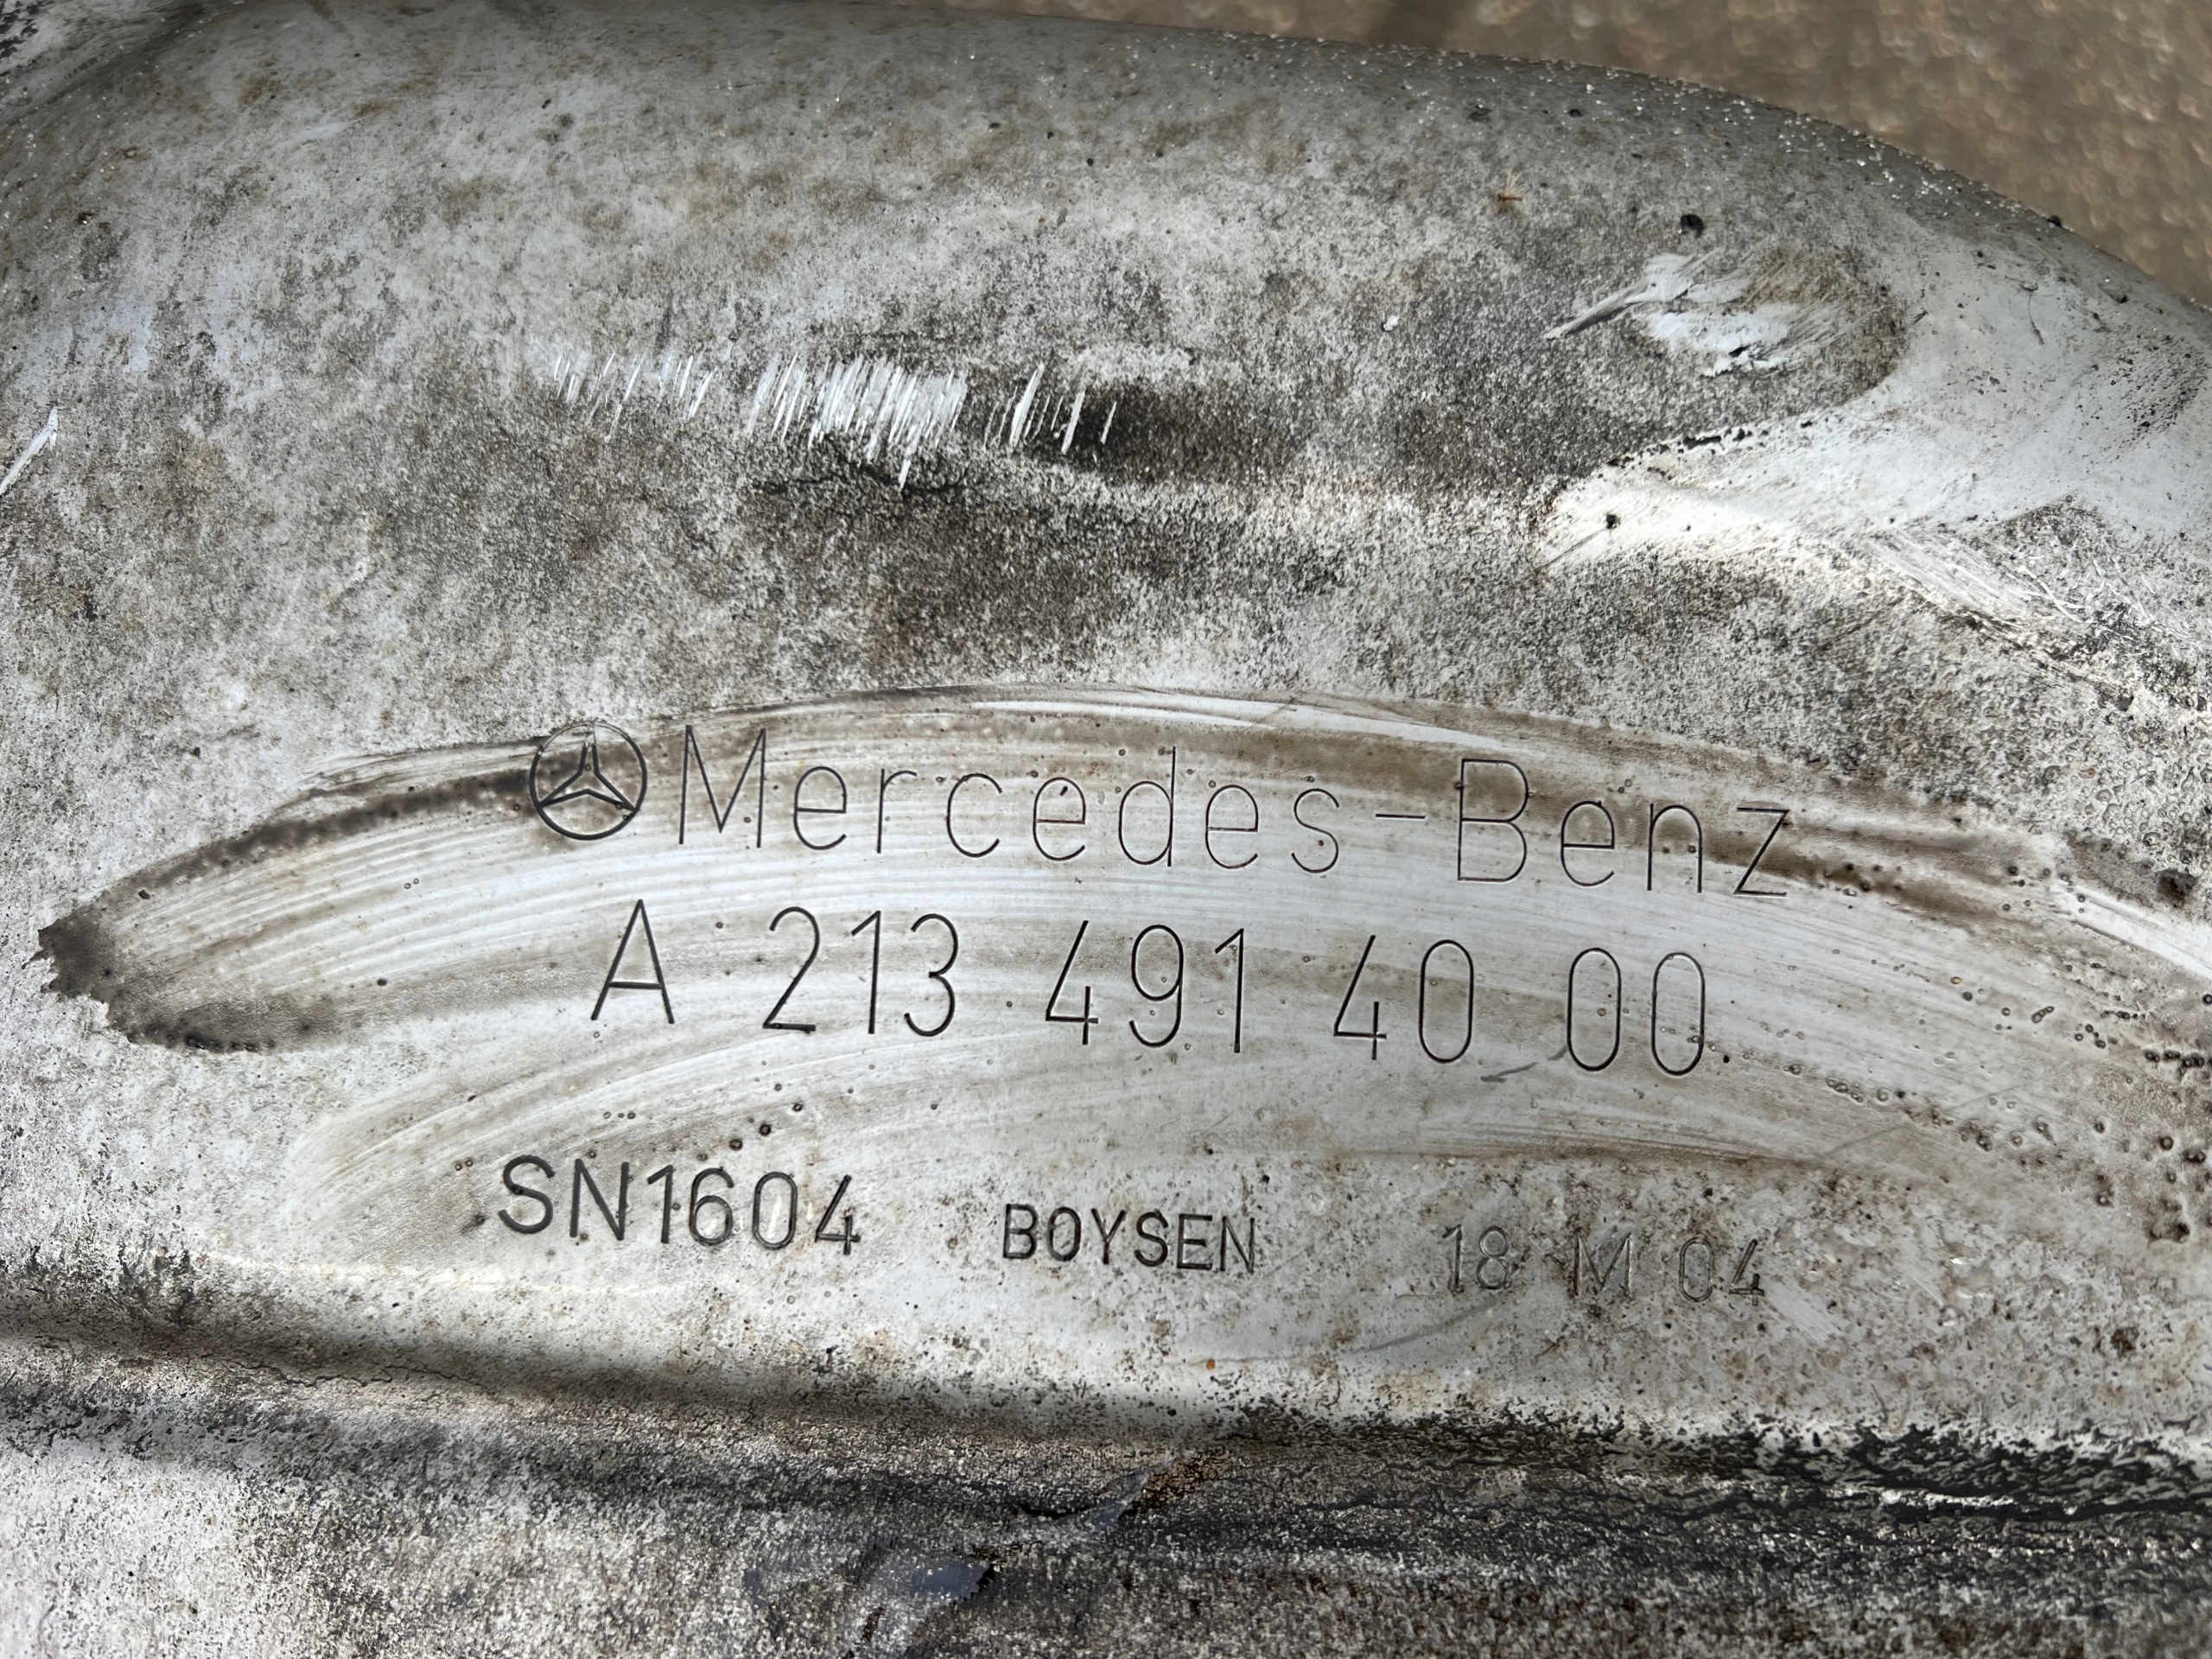 Mercedes-Benz
A 213 491 40 00
SN1604 BOYSEN 18 M 04